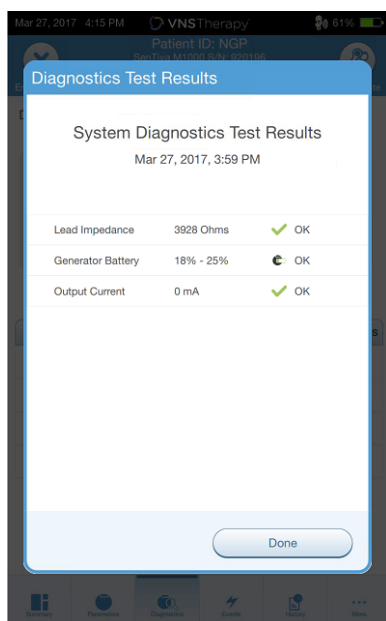 Mar 27, 2017 4:15 PM VNSTherapy 61%
Patient ID: NGP
SenTiva M1000 S/N: 920196
Diagnostics Test Results
System Diagnostics Test Results
Mar 27, 2017, 3:59 PM
Lead Impedance 3928 Ohms OK
Generator Battery 18% - 25% OK
Output Current 0 mA OK
Done
Summary Parameters Diagnostics Events History More